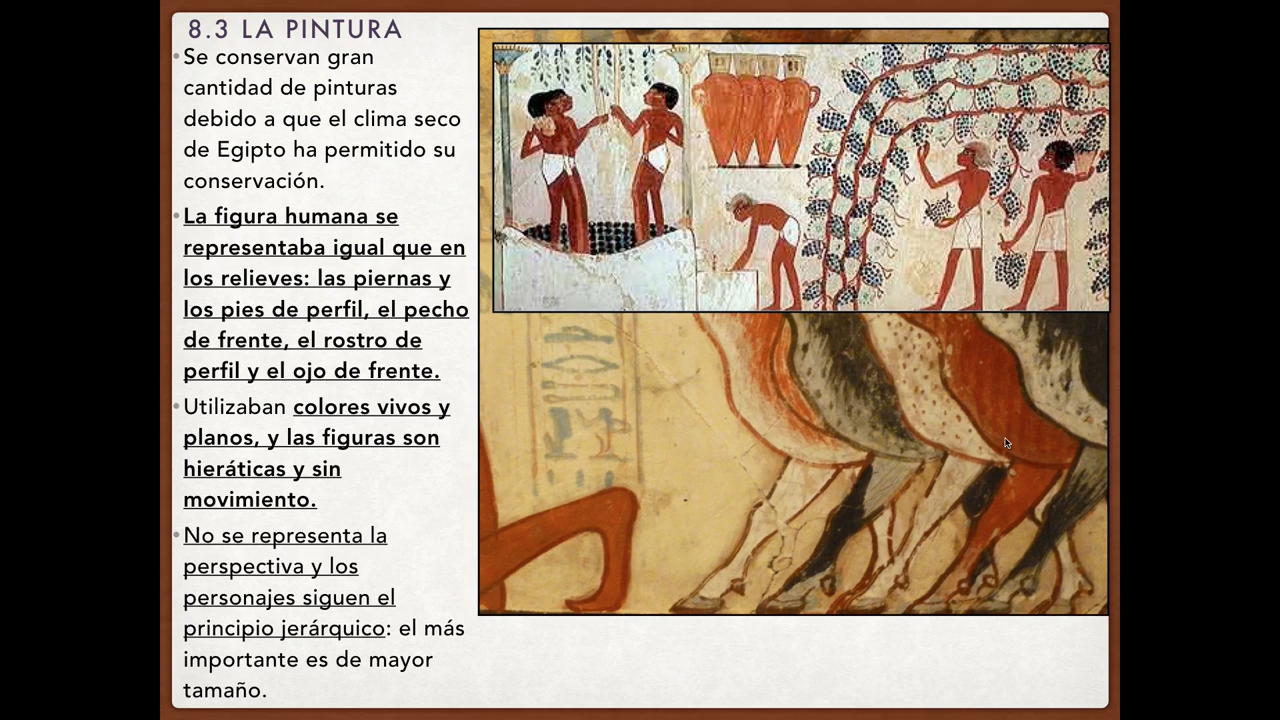 8.3 LA PINTURA
• Se conservan gran
cantidad de pinturas
debido a que el clima seco
de Egipto ha permitido su
conservación.
• La figura humana se
representaba igual que en
los relieves: las piernas y
los pies de perfil, el pecho
de frente, el rostro de
perfil y el ojo de frente.
• Utilizaban colores vivos y
planos, y las figuras son
hieráticas y sin
movimiento.
• No se representa la
perspectiva y los
personajes siguen el
principio jerárquico: el más
importante es de mayor
tamaño.